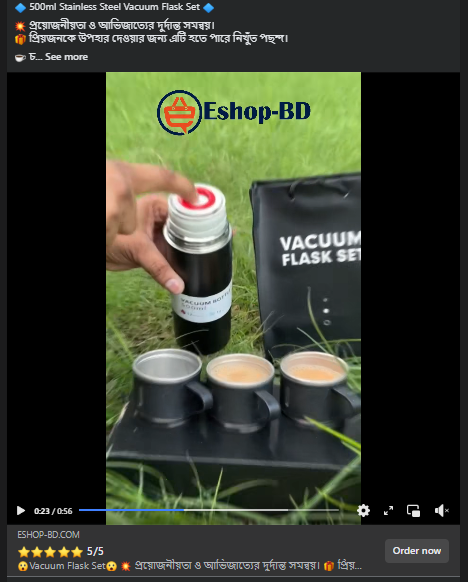 🔷 500ml Stainless Steel Vacuum Flask Set 🔷
💥 প্রয়োজনীয়তা ও আভিজাত্যের দুর্দান্ত সমন্বয়।
🎁 প্রিয়জনকে উপহার দেওয়ার জন্য এটি হতে পারে নিখুঁত পছন্দ।
☕ চ... See more
Eshop-BD
VACUUM
FLASK SET
VACUUM BOTTLE
500ml
0:23 / 0:56
ESHOP-BD.COM
⭐⭐⭐⭐⭐ 5/5
😮Vacuum Flask Set😮 💥 প্রয়োজনীয়তা ও আভিজাত্যের দুর্দান্ত সমন্বয়। 🎁 প্রিয়...
Order now